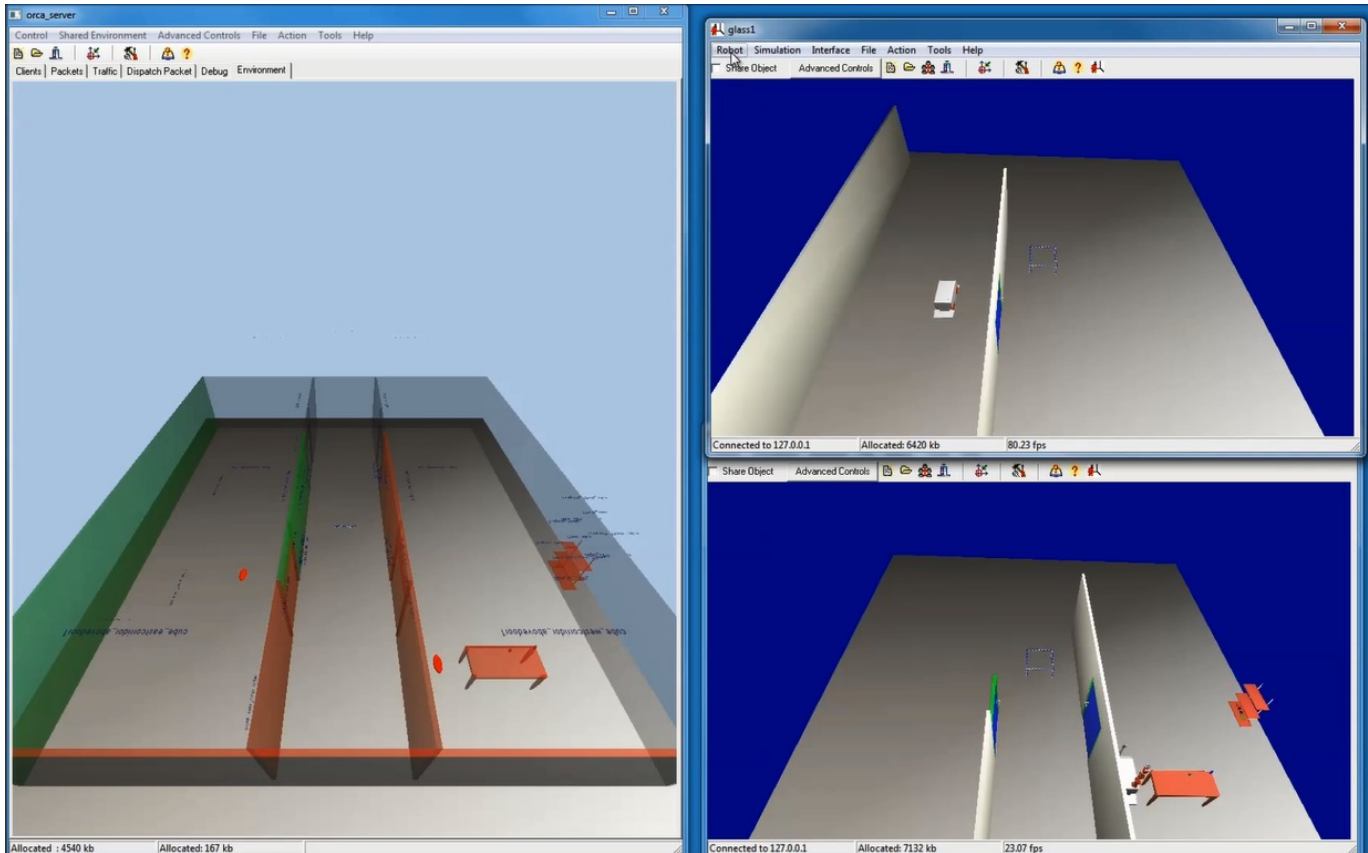 orca_server
Control Shared Environment Advanced Controls File Action Tools Help
Clients Packets Traffic Dispatch Packet Debug Environment
cube_eastcorridor_abovedoor1
cube_westcorridor_abovedoor1
Allocated : 4540 kb Allocated: 167 kb
glass1
Robot Simulation Interface File Action Tools Help
Share Object Advanced Controls
Connected to 127.0.0.1 Allocated: 6420 kb 80.23 fps
Share Object Advanced Controls
Connected to 127.0.0.1 Allocated: 7132 kb 23.07 fps